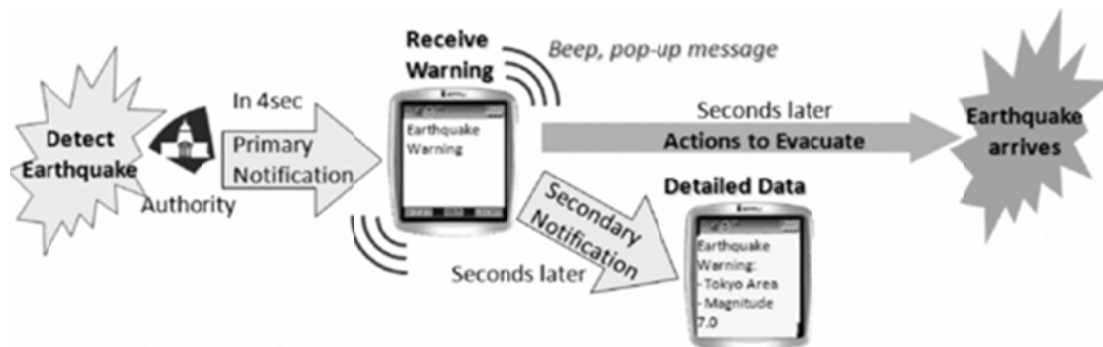 Detect
Earthquake
Authority
In 4sec
Primary
Notification
Receive
Warning
Beep, pop-up message
Earthquake
Warning
Seconds later
Actions to Evacuate
Earthquake
arrives
Seconds later
Secondary
Notification
Detailed Data
Earthquake
Warning:
- Tokyo Area
- Magnitude
7.0